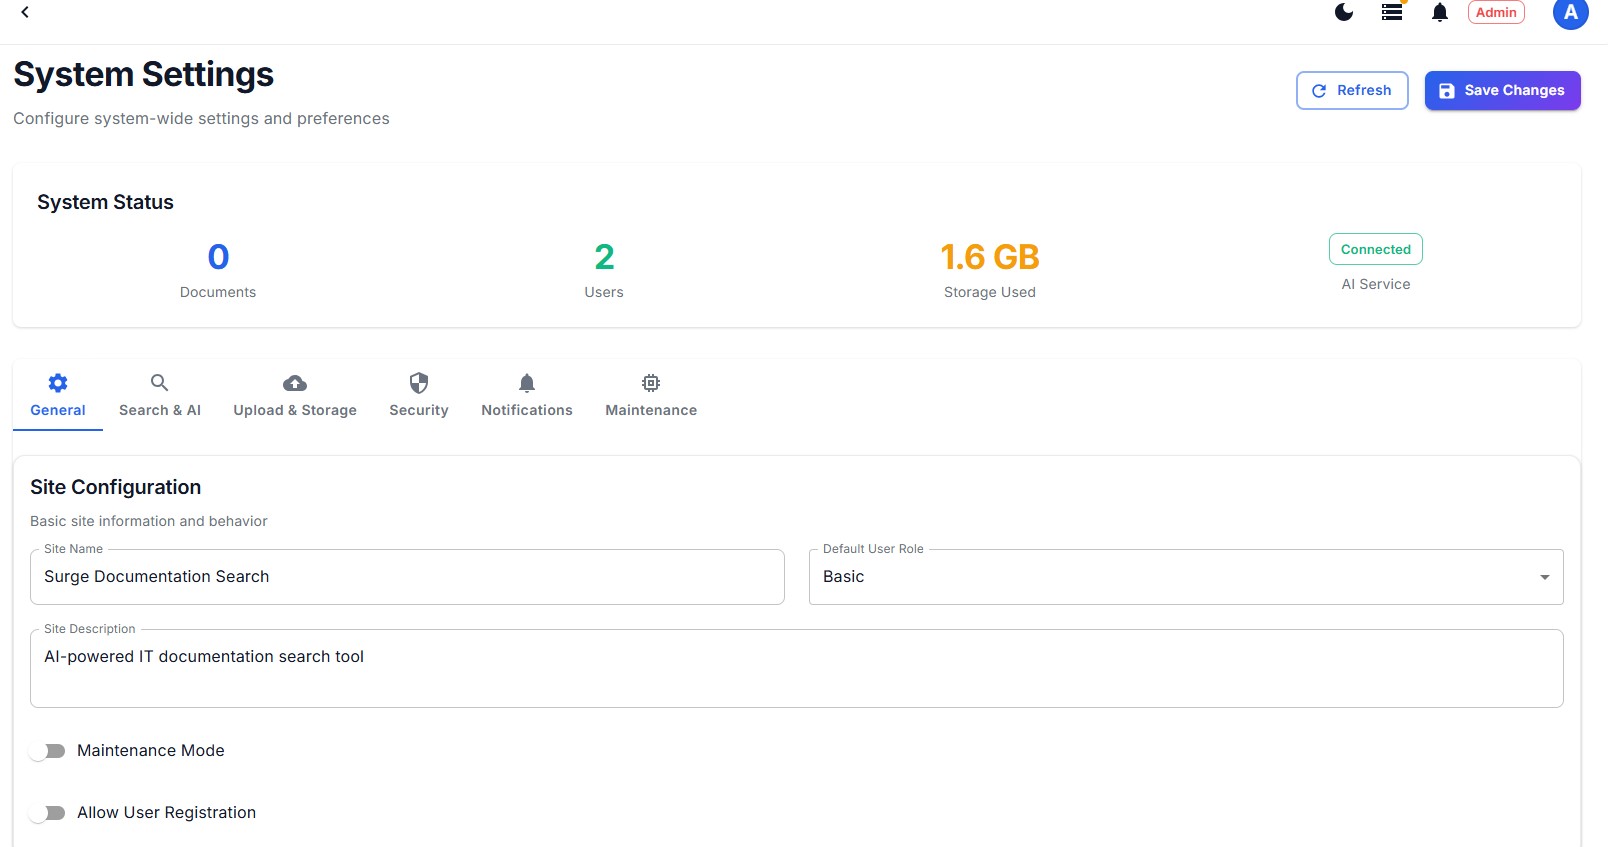 Admin
A
System Settings
Configure system-wide settings and preferences
Refresh
Save Changes
System Status
0
Documents
2
Users
1.6 GB
Storage Used
Connected
AI Service
General
Search & AI
Upload & Storage
Security
Notifications
Maintenance
Site Configuration
Basic site information and behavior
Site Name
Surge Documentation Search
Default User Role
Basic
Site Description
AI-powered IT documentation search tool
Maintenance Mode
Allow User Registration